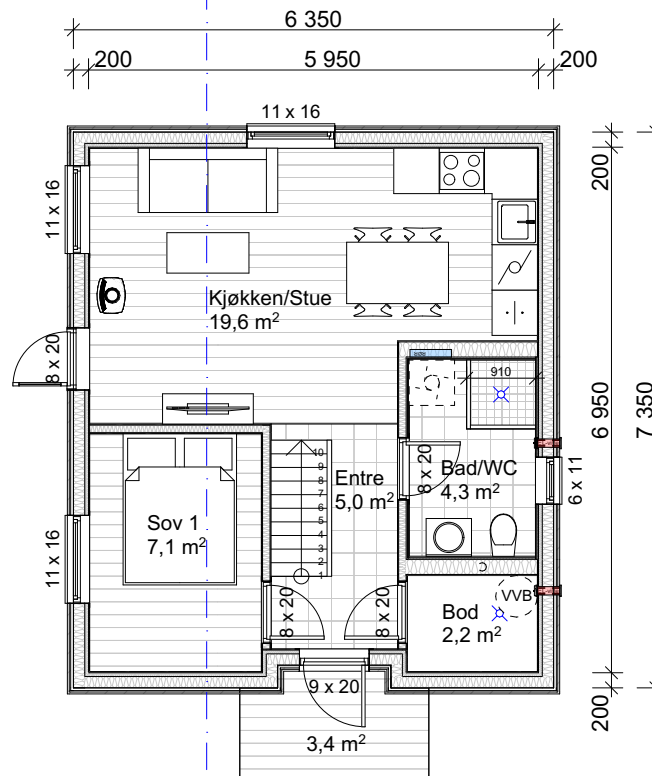 6 350
200 5 950 200
11 x 16
200
11 x 16
Kjøkken/Stue
19,6 m²
8 x 20
910
6 950
7 350
10
9
8
7
6
5
4
3
2
1
Entre
5,0 m²
8 x 20
Bad/WC
4,3 m²
6 x 11
Sov 1
7,1 m²
11 x 16
C
VVB
8 x 20
8 x 20
Bod
2,2 m²
9 x 20
200
3,4 m²